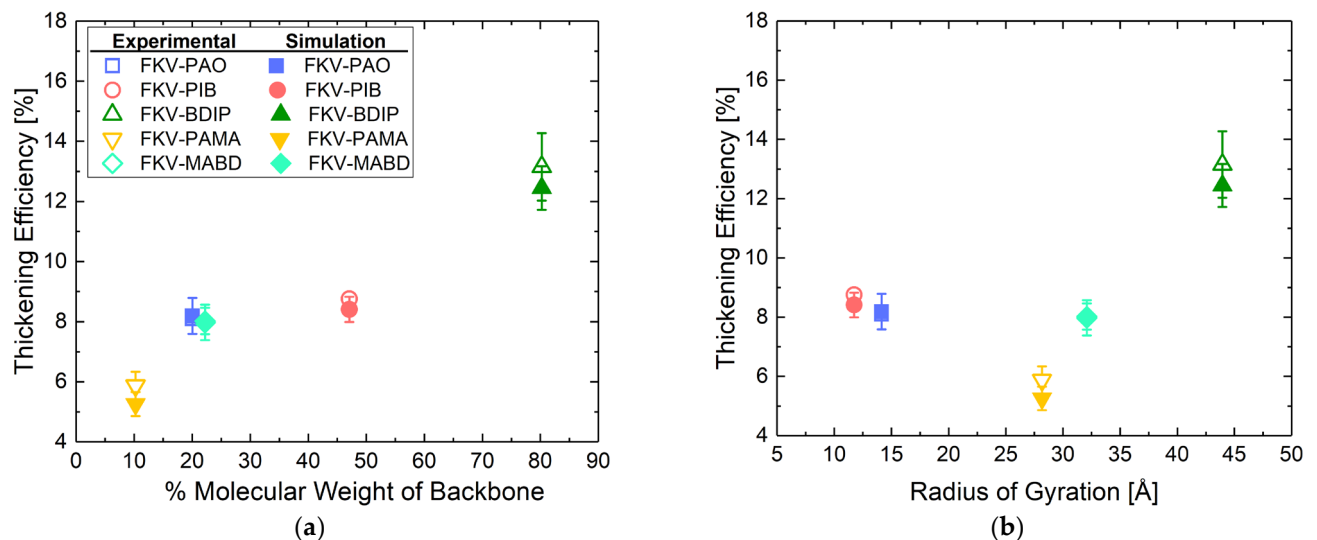 18
16
14
12
10
8
6
4
Thickening Efficiency [%]
Experimental Simulation
FKV-PAO FKV-PAO
FKV-PIB FKV-PIB
FKV-BDIP FKV-BDIP
FKV-PAMA FKV-PAMA
FKV-MABD FKV-MABD
0 10 20 30 40 50 60 70 80 90
% Molecular Weight of Backbone
(a)
18
16
14
12
10
8
6
4
Thickening Efficiency [%]
5 10 15 20 25 30 35 40 45 50
Radius of Gyration [Å]
(b)